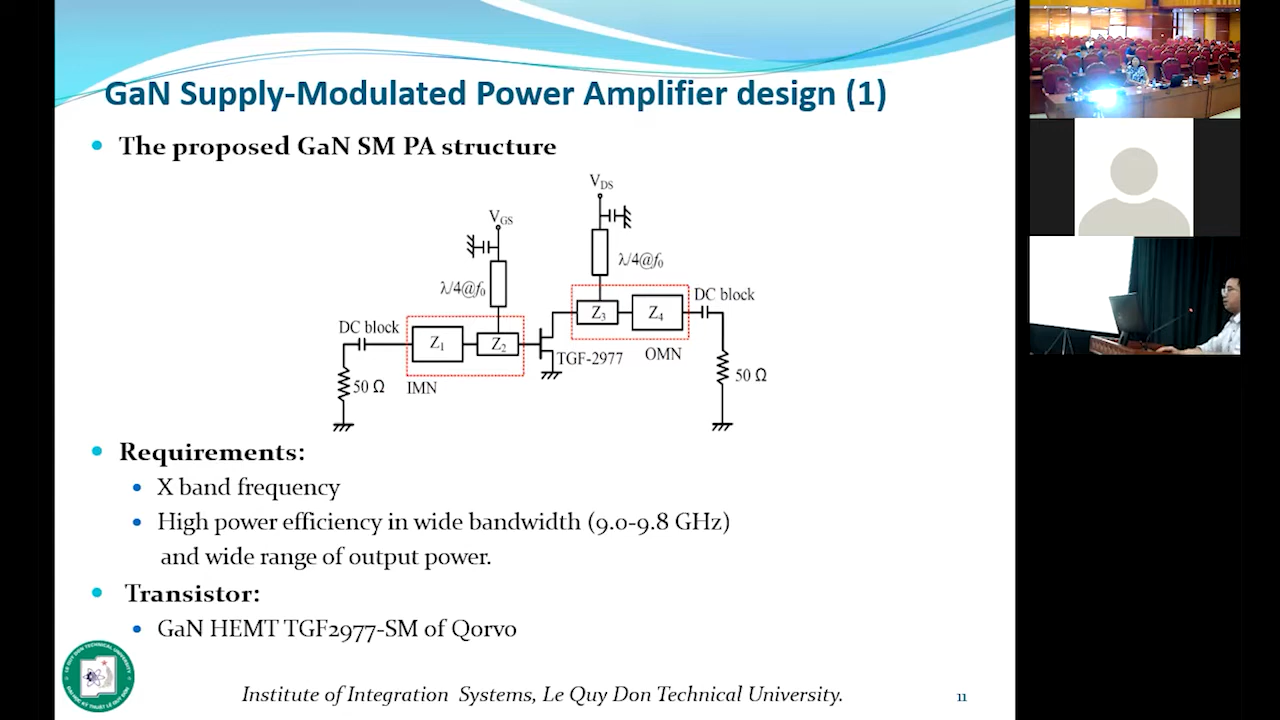 GaN Supply-Modulated Power Amplifier design (1)
• The proposed GaN SM PA structure
VDS
VGS
λ/4@f0
λ/4@f0
DC block
Z3
Z4
DC block
Z1
Z2
TGF-2977
OMN
50 Ω
50 Ω
IMN
• Requirements:
• X band frequency
• High power efficiency in wide bandwidth (9.0-9.8 GHz)
and wide range of output power.
• Transistor:
• GaN HEMT TGF2977-SM of Qorvo
Institute of Integration Systems, Le Quy Don Technical University.
11